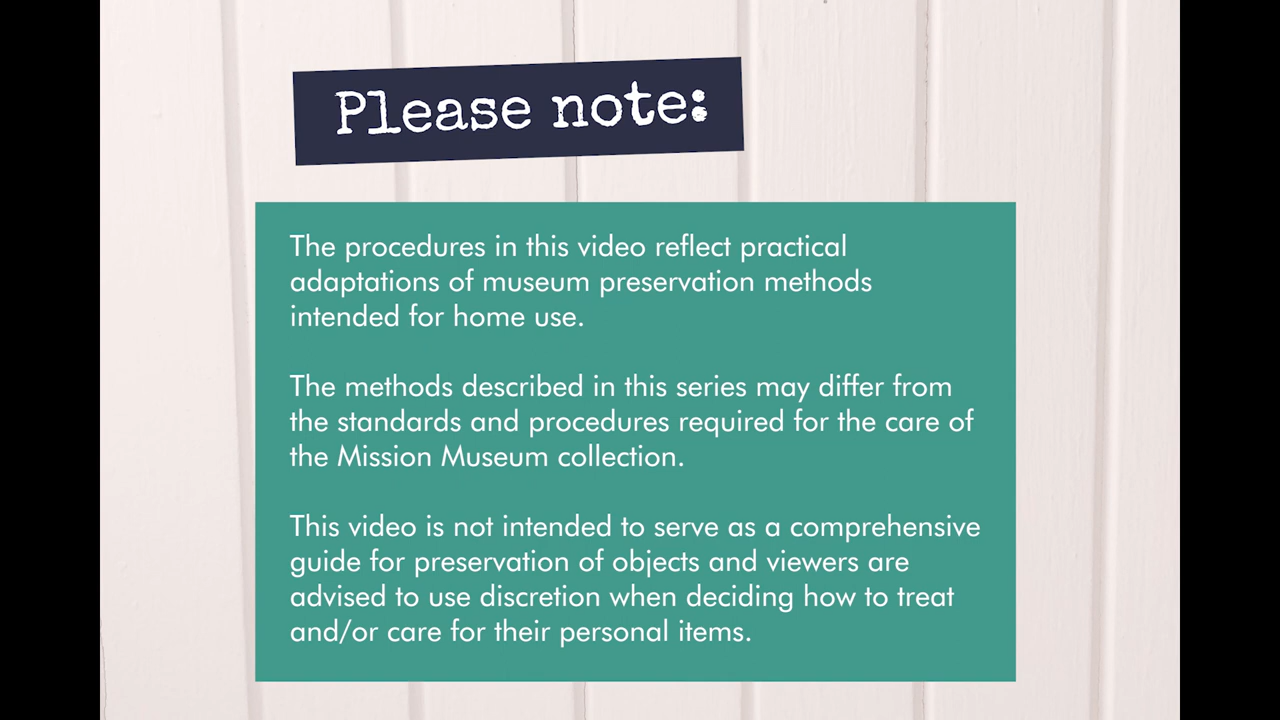 Please note:
The procedures in this video reflect practical
adaptations of museum preservation methods
intended for home use.
The methods described in this series may differ from
the standards and procedures required for the care of
the Mission Museum collection.
This video is not intended to serve as a comprehensive
guide for preservation of objects and viewers are
advised to use discretion when deciding how to treat
and/or care for their personal items.